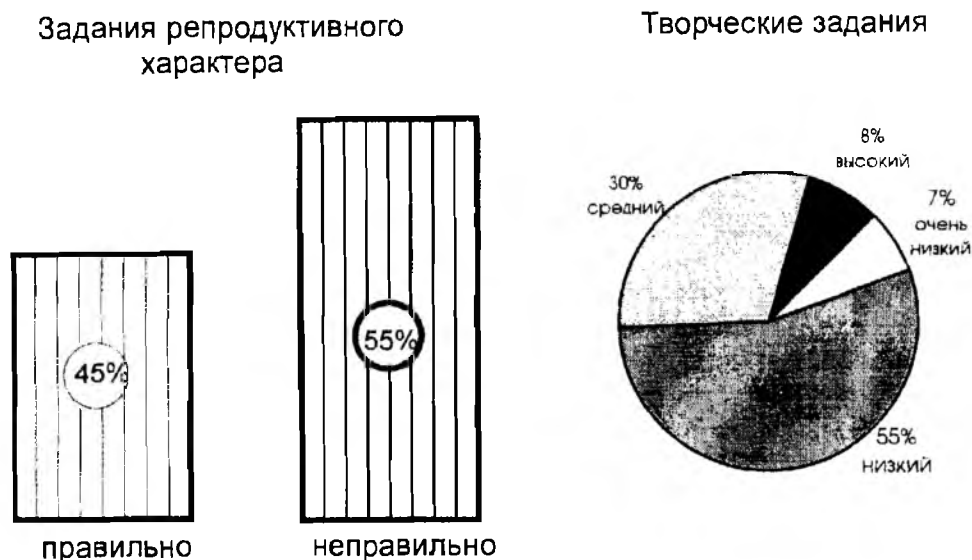 Задания репродуктивного
характера
45%
правильно
55%
неправильно
Творческие задания
8%
высокий
7%
очень
низкий
30%
средний
55%
низкий